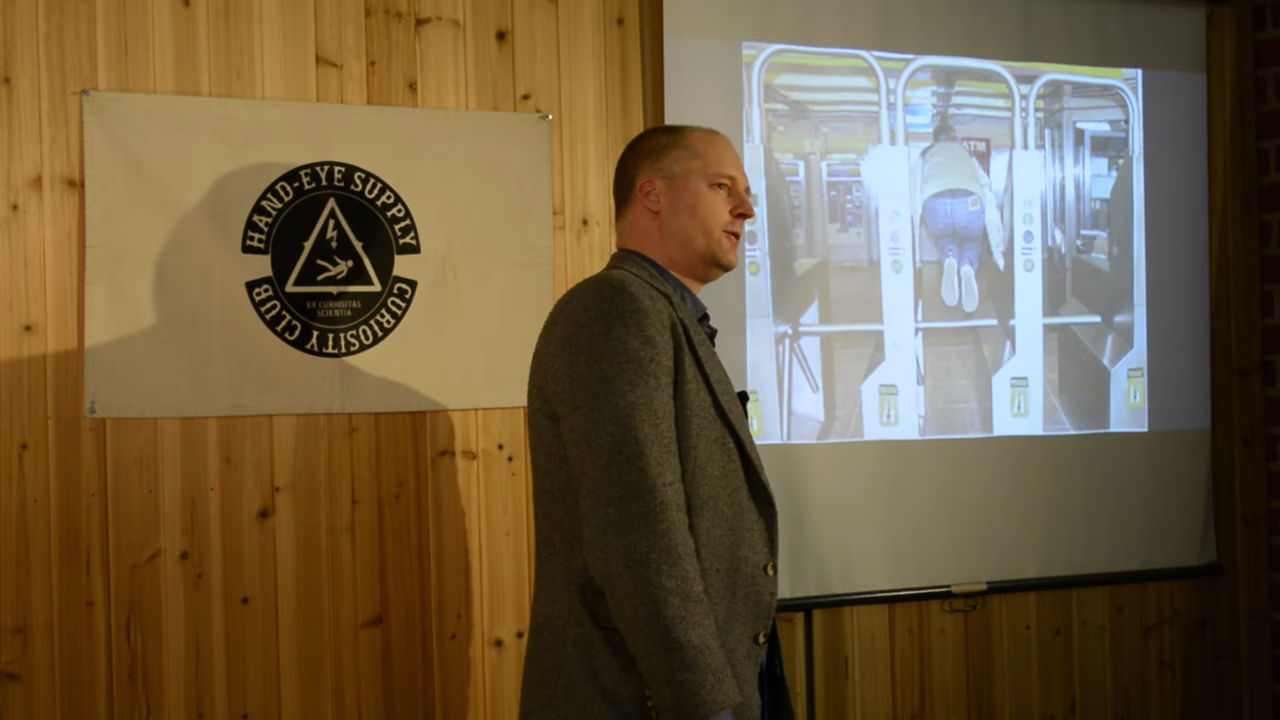 HAND-EYE SUPPLY
EX CURIOSITAS
SCIENTIA
CURIOSITY CLUB
ATM